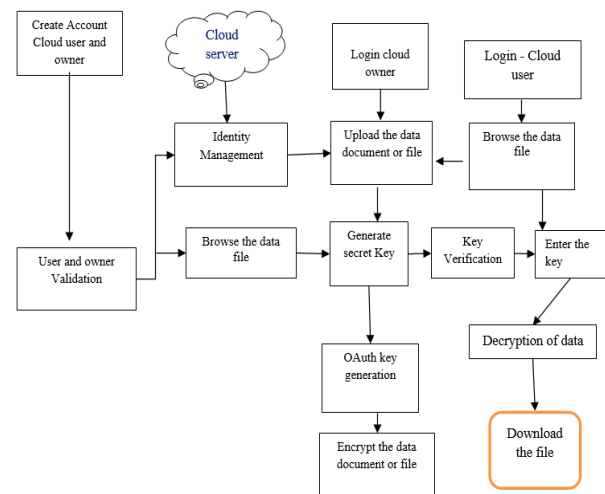 Create Account
Cloud user and
owner
Cloud
server
Login cloud
owner
Login - Cloud
user
Identity
Management
Upload the data
document or file
Browse the data
file
User and owner
Validation
Browse the data
file
Generate
secret Key
Key
Verification
Enter the
key
OAuth key
generation
Decryption of data
Encrypt the data
document or file
Download
the file